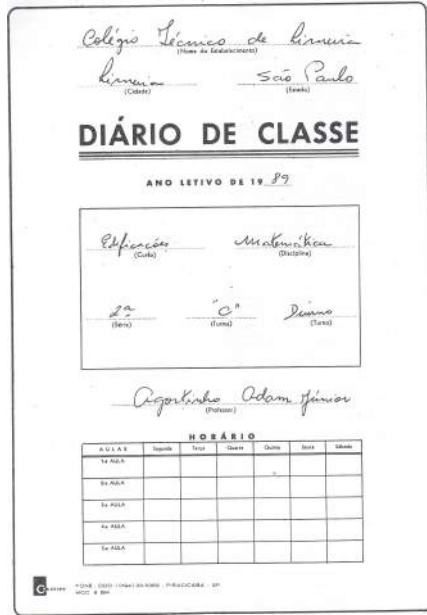 Colégio Técnico de Limeira
(Nome do Estabelecimento)
Limeira São Paulo
(Cidade) (Estado)
DIÁRIO DE CLASSE
ANO LETIVO DE 19 89
Edificações Matemática
(Curso) (Disciplina)
2ª "C" Diurno
(Série) (Turma) (Turno)
Agostinho Adam Júnior
(Professor)
HORÁRIO
AULAS Segunda Terça Quarta Quinta Sexta Sábado
1a. AULA
2a. AULA
3a. AULA
4a. AULA
5a. AULA
PIRACICABA - SP